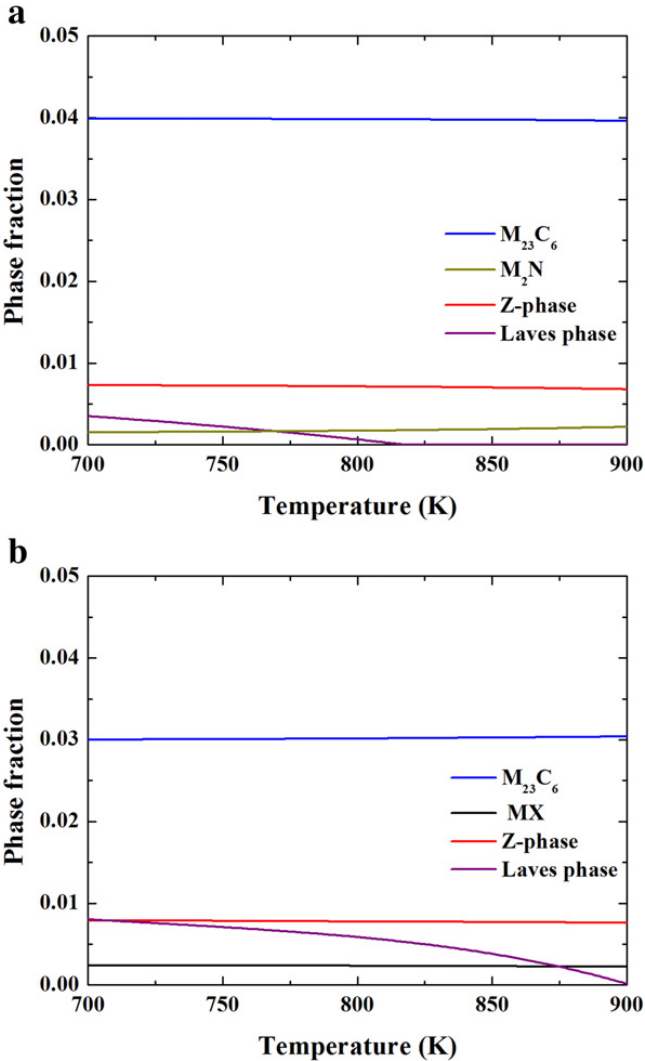 a
0.05
0.04
0.03
0.02
0.01
0.00
Phase fraction
M₂₃C₆
M₂N
Z-phase
Laves phase
700 750 800 850 900
Temperature (K)
b
0.05
0.04
0.03
0.02
0.01
0.00
Phase fraction
M₂₃C₆
MX
Z-phase
Laves phase
700 750 800 850 900
Temperature (K)